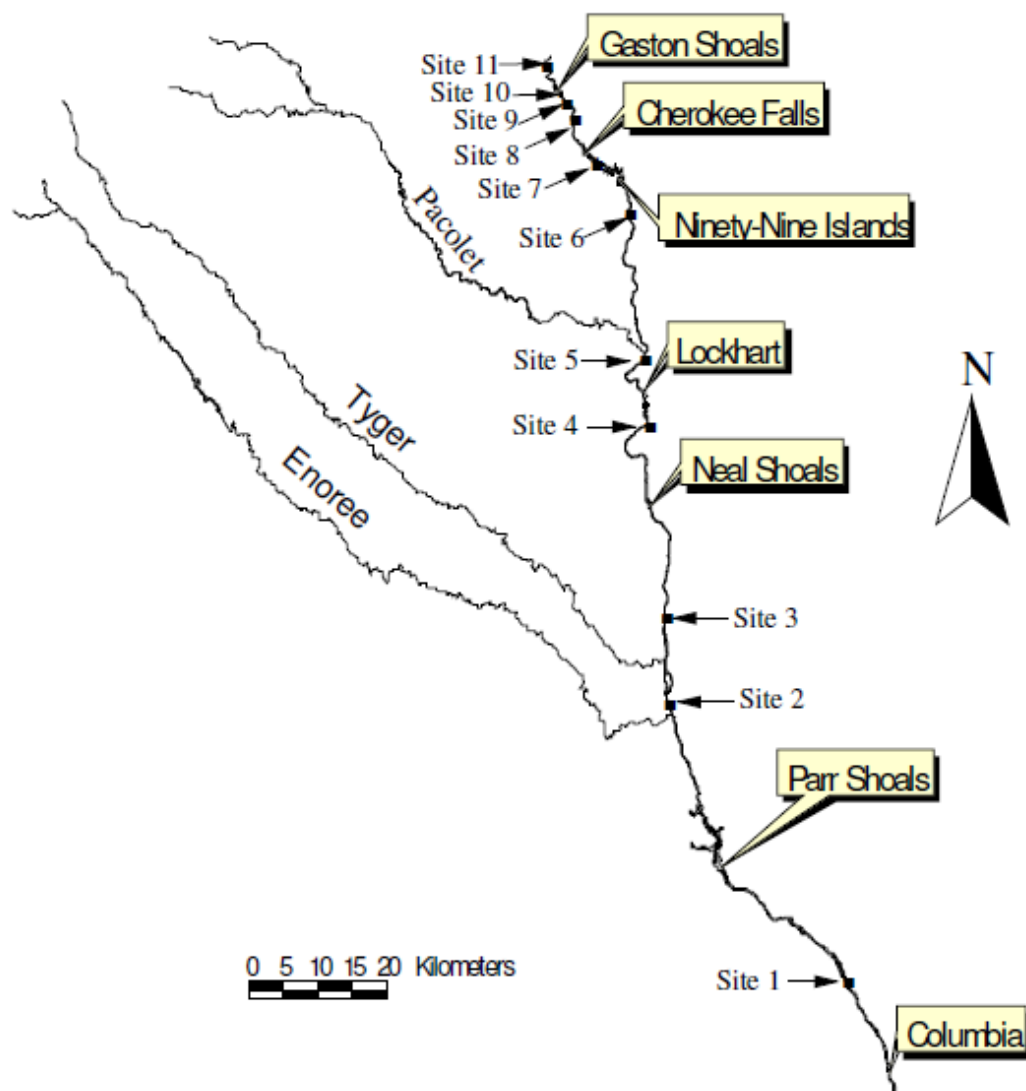 Gaston Shoals
Site 11
Site 10
Cherokee Falls
Site 9
Site 8
Site 7
Pacolet
Ninety-Nine Islands
Site 6
Lockhart
Site 5
N
Tyger
Site 4
Enoree
Neal Shoals
Site 3
Site 2
Parr Shoals
0 5 10 15 20 Kilometers
Site 1
Columbia